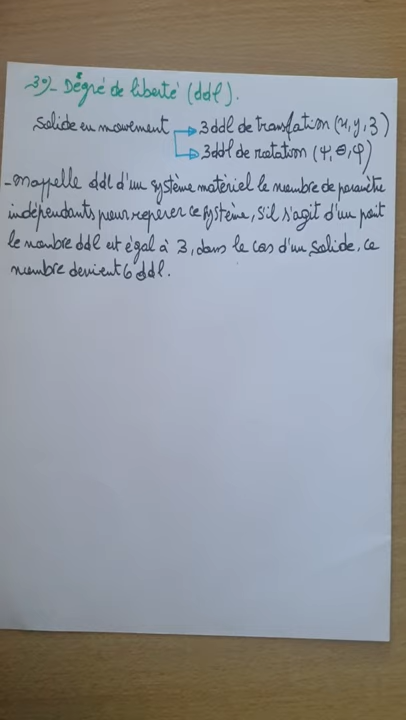 3°)- Dégré de liberté (ddl).
Solide en mouvement → 3 ddl de translation (x, y, z)
→ 3 ddl de rotation (Ψ, θ, φ)
- On appelle ddl d'un système matériel le nombre de paramètre
indépendants pour repérer ce système, s'il s'agit d'un point
le nombre ddl est égal à 3, dans le cas d'un solide, ce
nombre devient 6 ddl.